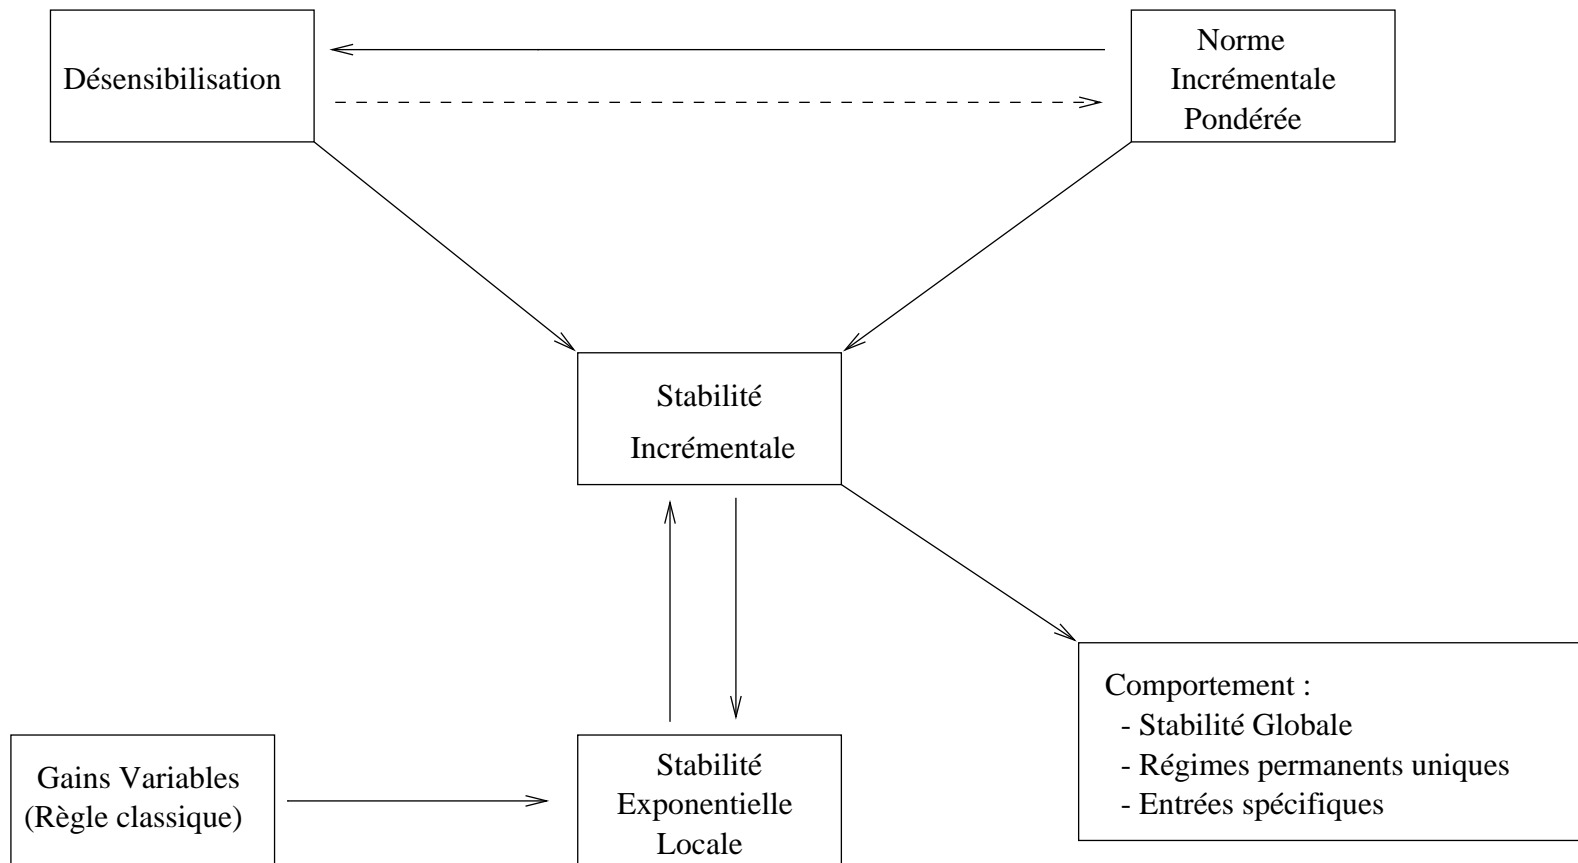 Désensibilisation
Norme
Incrémentale
Pondérée
Stabilité
Incrémentale
Comportement :
- Stabilité Globale
- Régimes permanents uniques
- Entrées spécifiques
Gains Variables
(Règle classique)
Stabilité
Exponentielle
Locale